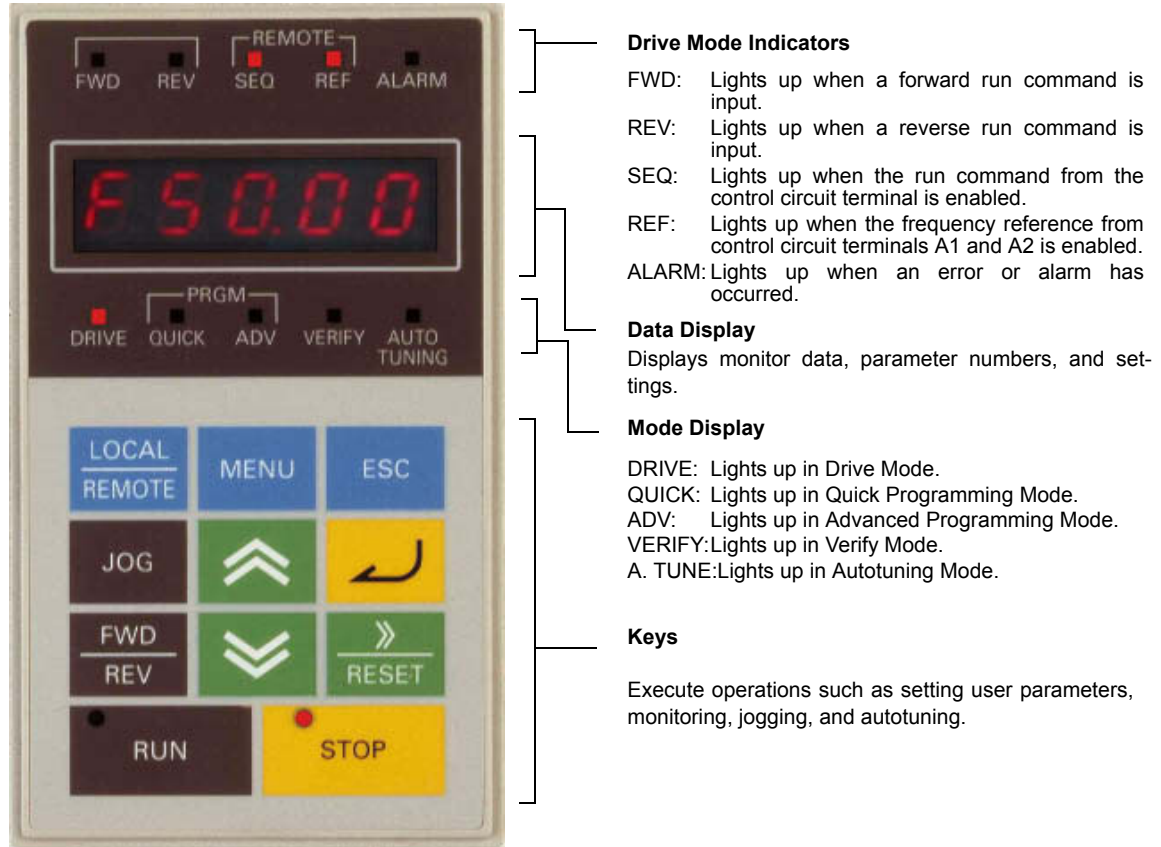 REMOTE
FWD REV SEQ REF ALARM
F50.00
PRGM
DRIVE QUICK ADV VERIFY AUTO
TUNING
LOCAL
REMOTE
MENU
ESC
JOG
FWD
REV
RESET
RUN
STOP
Drive Mode Indicators
FWD: Lights up when a forward run command is
input.
REV: Lights up when a reverse run command is
input.
SEQ: Lights up when the run command from the
control circuit terminal is enabled.
REF: Lights up when the frequency reference from
control circuit terminals A1 and A2 is enabled.
ALARM: Lights up when an error or alarm has
occurred.
Data Display
Displays monitor data, parameter numbers, and set-
tings.
Mode Display
DRIVE: Lights up in Drive Mode.
QUICK: Lights up in Quick Programming Mode.
ADV: Lights up in Advanced Programming Mode.
VERIFY:Lights up in Verify Mode.
A. TUNE:Lights up in Autotuning Mode.
Keys
Execute operations such as setting user parameters,
monitoring, jogging, and autotuning.